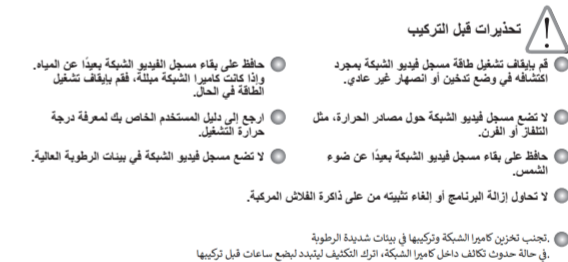 تحذيرات قبل التركيب
قم بإيقاف تشغيل طاقة مسجل فيديو الشبكة بمجرد
اكتشافه في وضع تدخين أو انصهار غير عادي.
حافظ على بقاء مسجل الفيديو الشبكة بعيدًا عن المياه.
وإذا كانت كاميرا الشبكة مبتلة، فقم بإيقاف تشغيل
الطاقة في الحال.
لا تضع مسجل فيديو الشبكة حول مصادر الحرارة، مثل
التلفاز أو الفرن.
ارجع إلى دليل المستخدم الخاص بك لمعرفة درجة
حرارة التشغيل.
حافظ على بقاء مسجل فيديو الشبكة بعيدًا عن ضوء
الشمس.
لا تضع مسجل فيديو الشبكة في بيئات الرطوبة العالية.
لا تحاول إزالة البرنامج أو إلغاء تثبيته من على ذاكرة الفلاش المركبة.
.تجنب تخزين كاميرا الشبكة وتركيبها في بيئات شديدة الرطوبة
.في حالة حدوث تكاثف داخل كاميرا الشبكة، اترك التكثيف ليتبدد لبضع ساعات قبل تركيبها